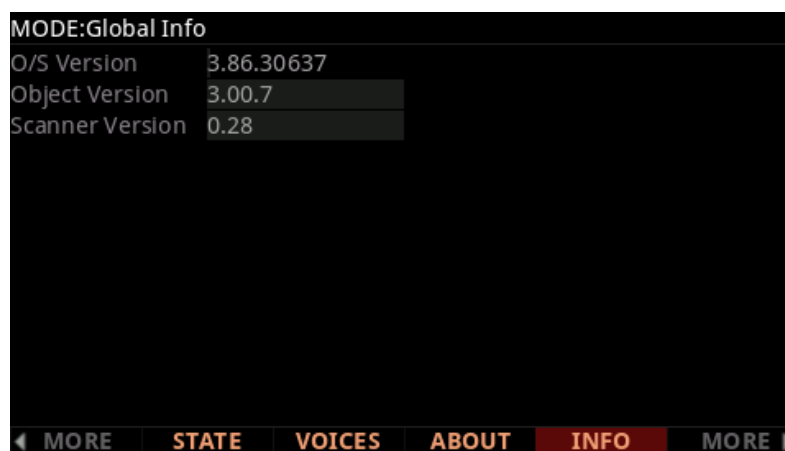 MODE:Global Info
O/S Version 3.86.30637
Object Version 3.00.7
Scanner Version 0.28
MORE STATE VOICES ABOUT INFO MORE